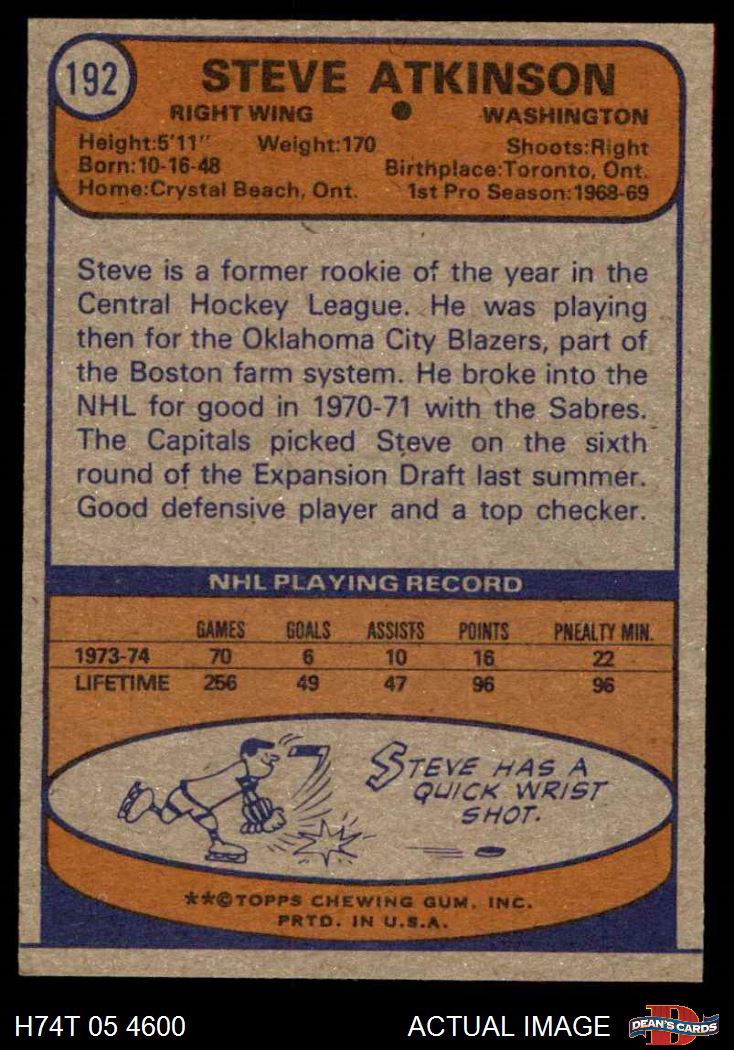 192
STEVE ATKINSON
RIGHT WING ● WASHINGTON
Height:5'11" Weight:170 Shoots:Right
Born:10-16-48 Birthplace:Toronto, Ont.
Home:Crystal Beach, Ont. 1st Pro Season:1968-69
Steve is a former rookie of the year in the
Central Hockey League. He was playing
then for the Oklahoma City Blazers, part of
the Boston farm system. He broke into the
NHL for good in 1970-71 with the Sabres.
The Capitals picked Steve on the sixth
round of the Expansion Draft last summer.
Good defensive player and a top checker.
NHL PLAYING RECORD
GAMES GOALS ASSISTS POINTS PNEALTY MIN.
1973-74 70 6 10 16 22
LIFETIME 256 49 47 96 96
STEVE HAS A
QUICK WRIST
SHOT.
**©TOPPS CHEWING GUM, INC.
PRTD. IN U.S.A.
H74T 05 4600 ACTUAL IMAGE DEAN'S CARDS